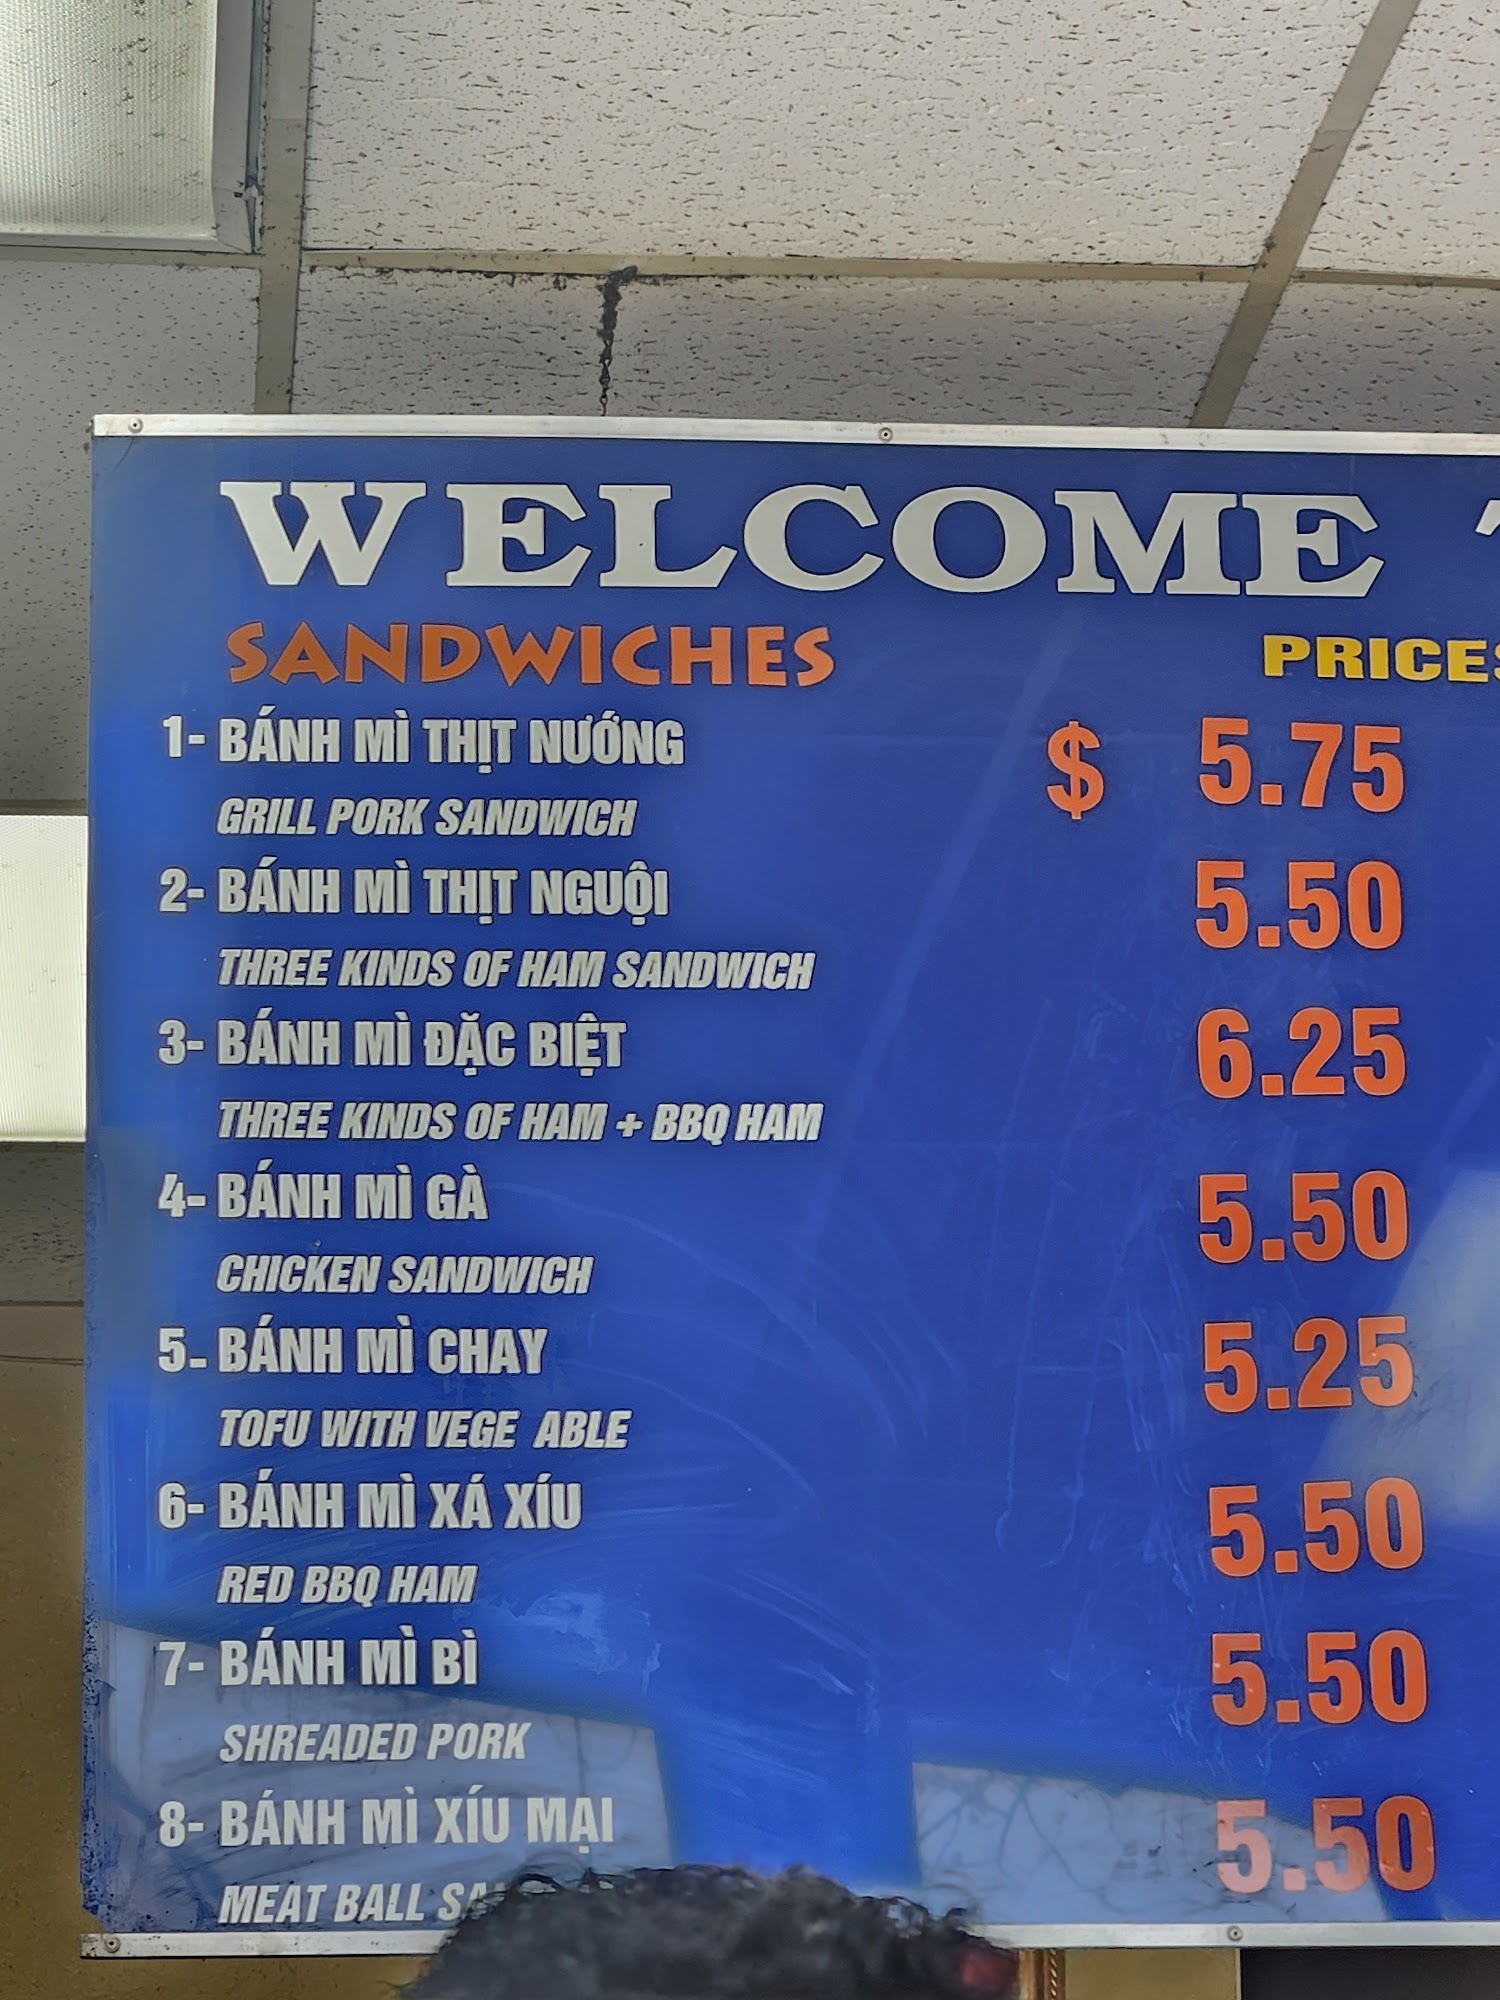 WELCOME
SANDWICHES PRICES
1- BÁNH MÌ THỊT NƯỚNG $ 5.75
GRILL PORK SANDWICH
2- BÁNH MÌ THỊT NGUỘI 5.50
THREE KINDS OF HAM SANDWICH
3- BÁNH MÌ ĐẶC BIỆT 6.25
THREE KINDS OF HAM + BBQ HAM
4- BÁNH MÌ GÀ 5.50
CHICKEN SANDWICH
5- BÁNH MÌ CHAY 5.25
TOFU WITH VEGE ABLE
6- BÁNH MÌ XÁ XÍU 5.50
RED BBQ HAM
7- BÁNH MÌ BÌ 5.50
SHREADED PORK
8- BÁNH MÌ XÍU MẠI 5.50
MEAT BALL